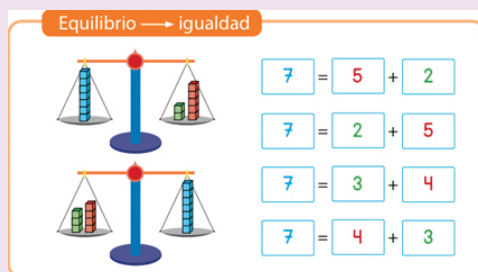 Equilibrio → igualdad
7 = 5 + 2
7 = 2 + 5
7 = 3 + 4
7 = 4 + 3